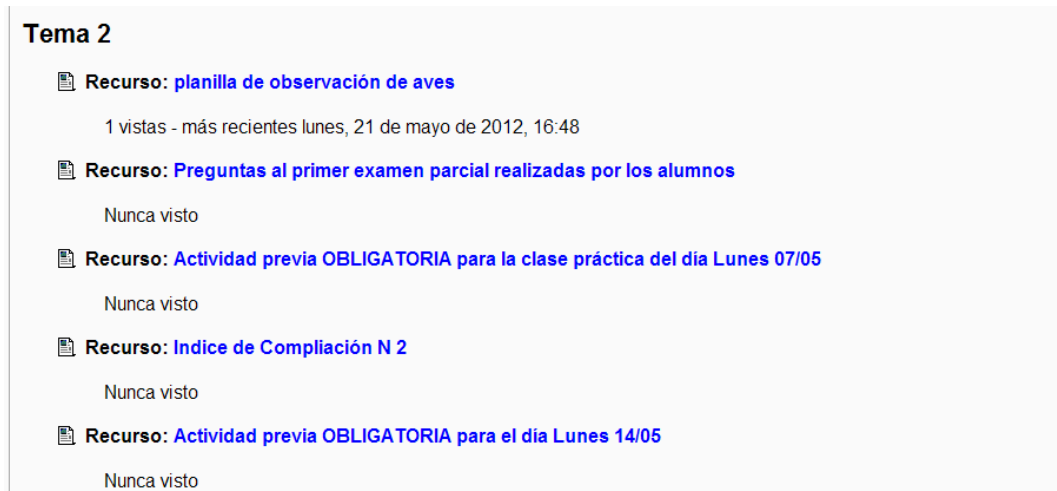 Tema 2
Recurso: planilla de observación de aves
1 vistas - más recientes lunes, 21 de mayo de 2012, 16:48
Recurso: Preguntas al primer examen parcial realizadas por los alumnos
Nunca visto
Recurso: Actividad previa OBLIGATORIA para la clase práctica del día Lunes 07/05
Nunca visto
Recurso: Indice de Compliación N 2
Nunca visto
Recurso: Actividad previa OBLIGATORIA para el día Lunes 14/05
Nunca visto